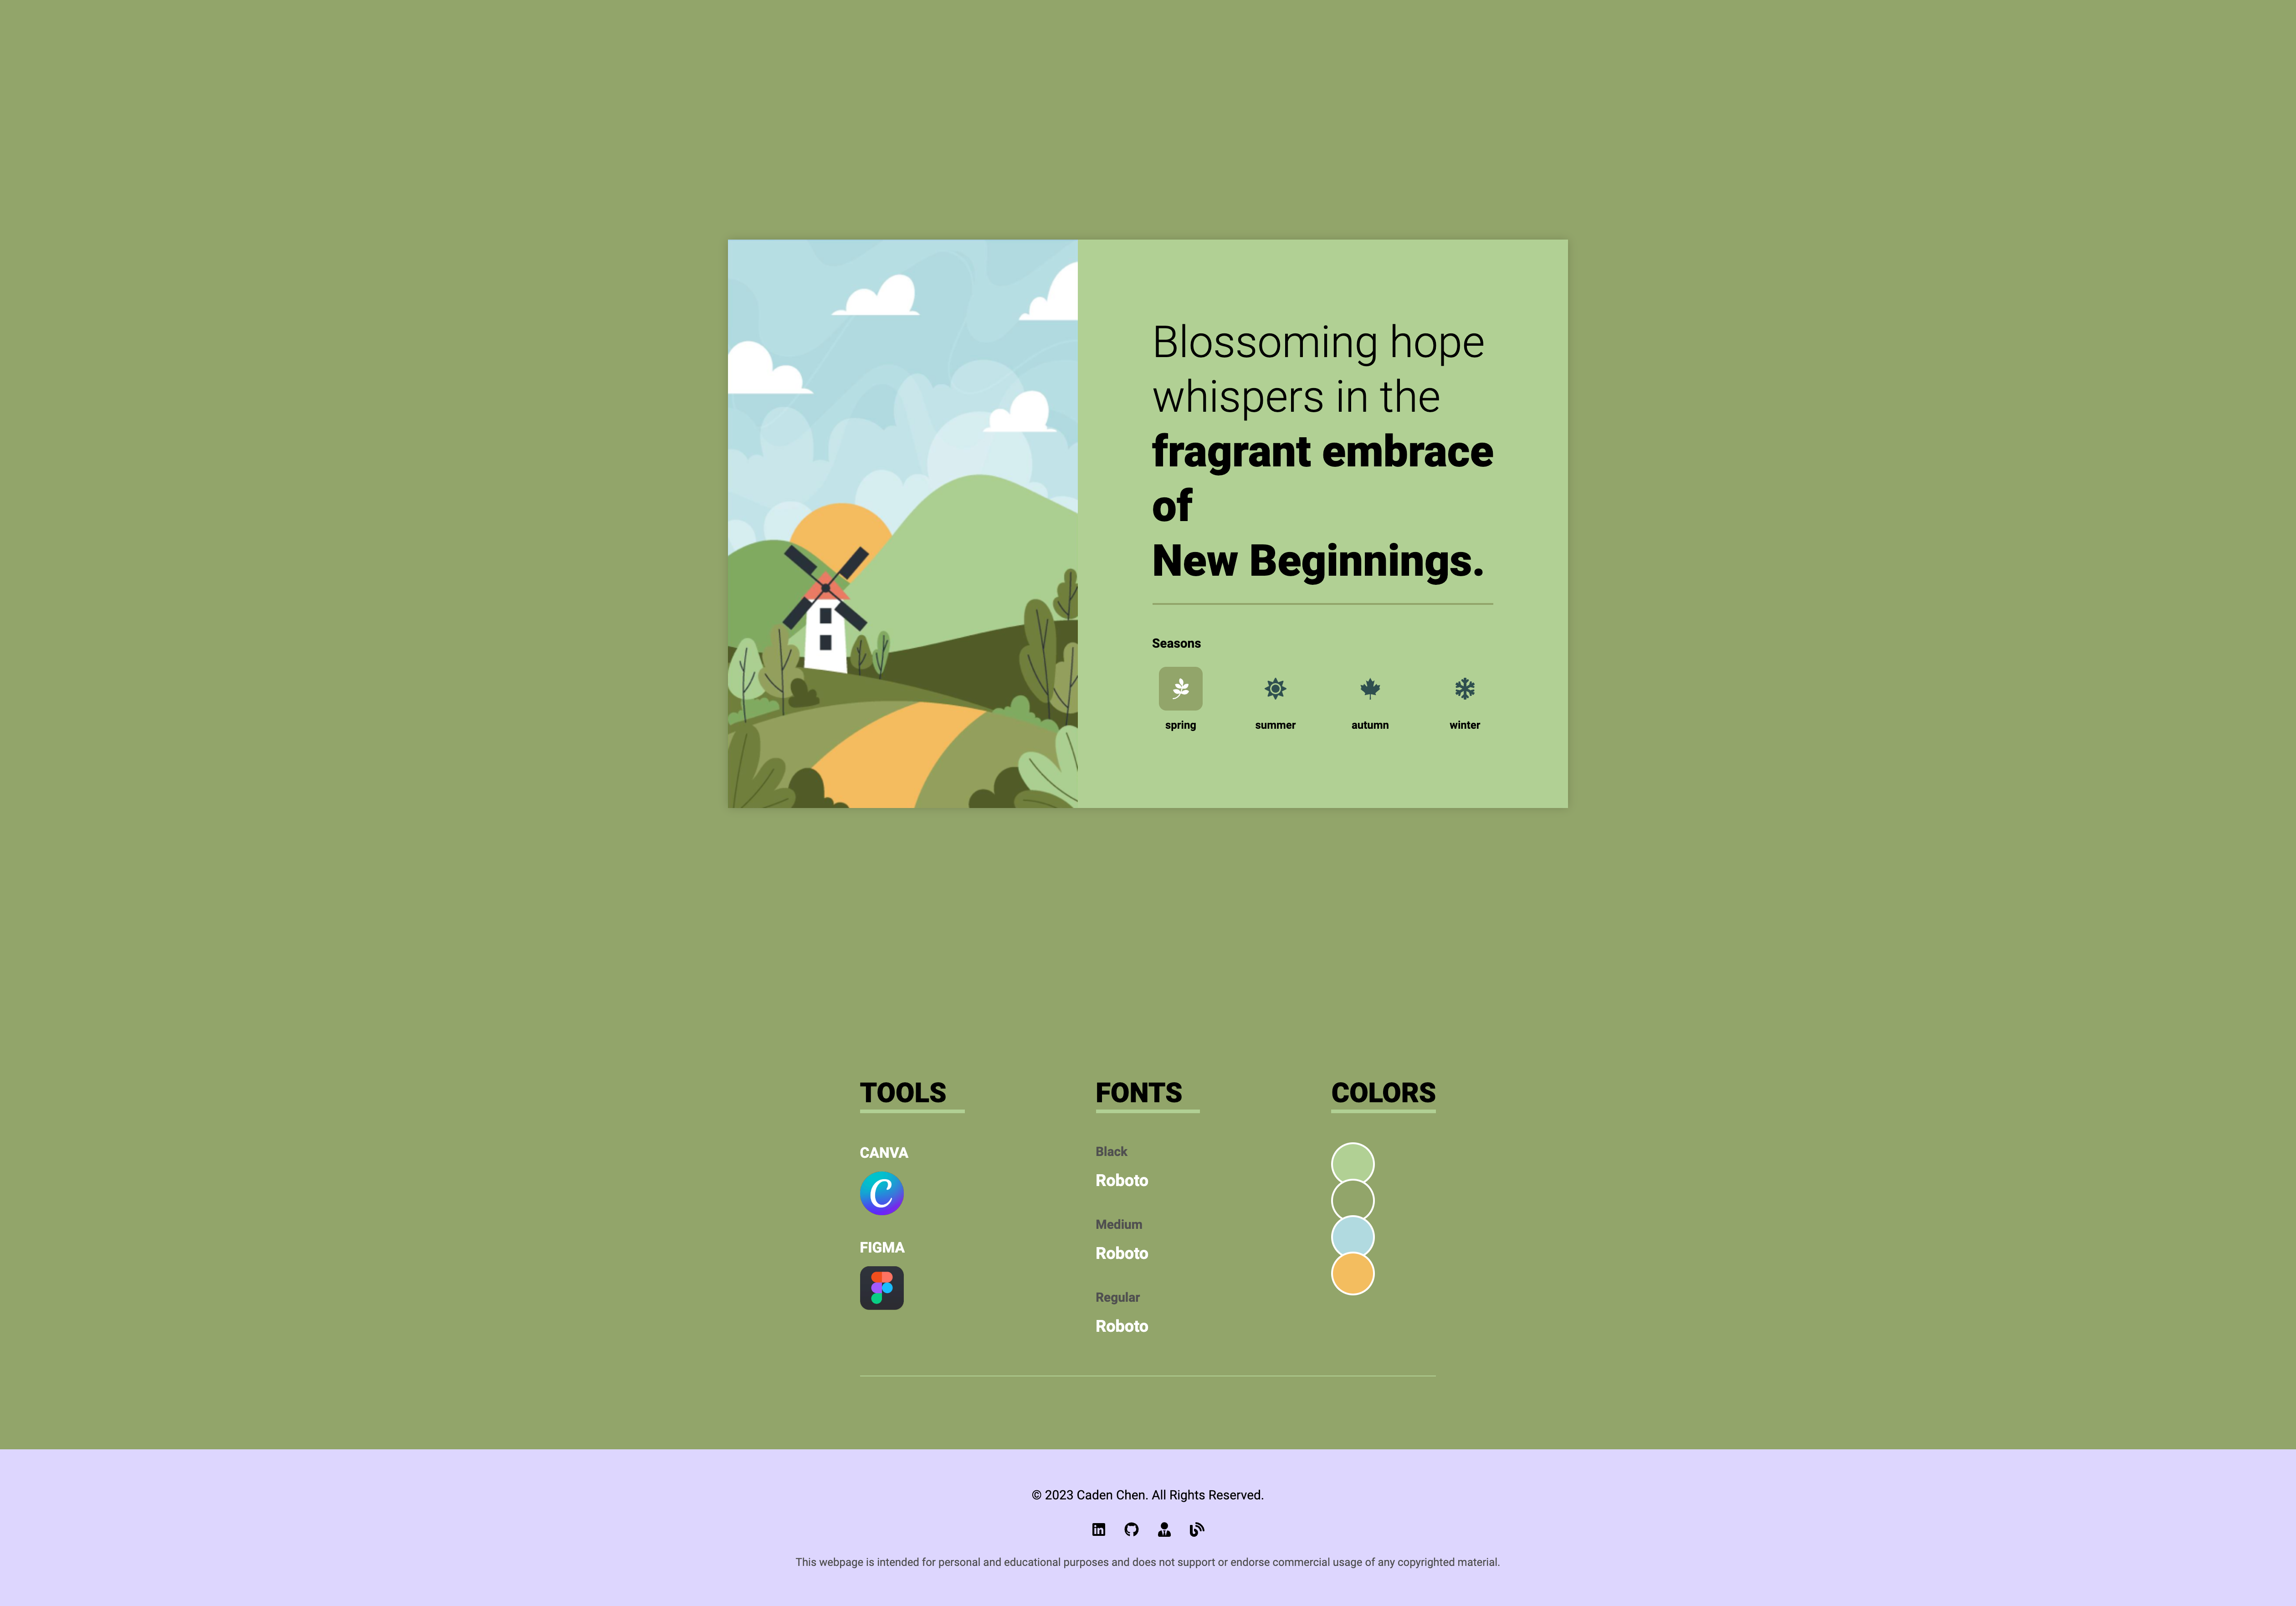 Blossoming hope
whispers in the
fragrant embrace
of
New Beginnings.
Seasons
spring
summer
autumn
winter
TOOLS
CANVA
FIGMA
FONTS
Black
Roboto
Medium
Roboto
Regular
Roboto
COLORS
© 2023 Caden Chen. All Rights Reserved.
This webpage is intended for personal and educational purposes and does not support or endorse commercial usage of any copyrighted material.